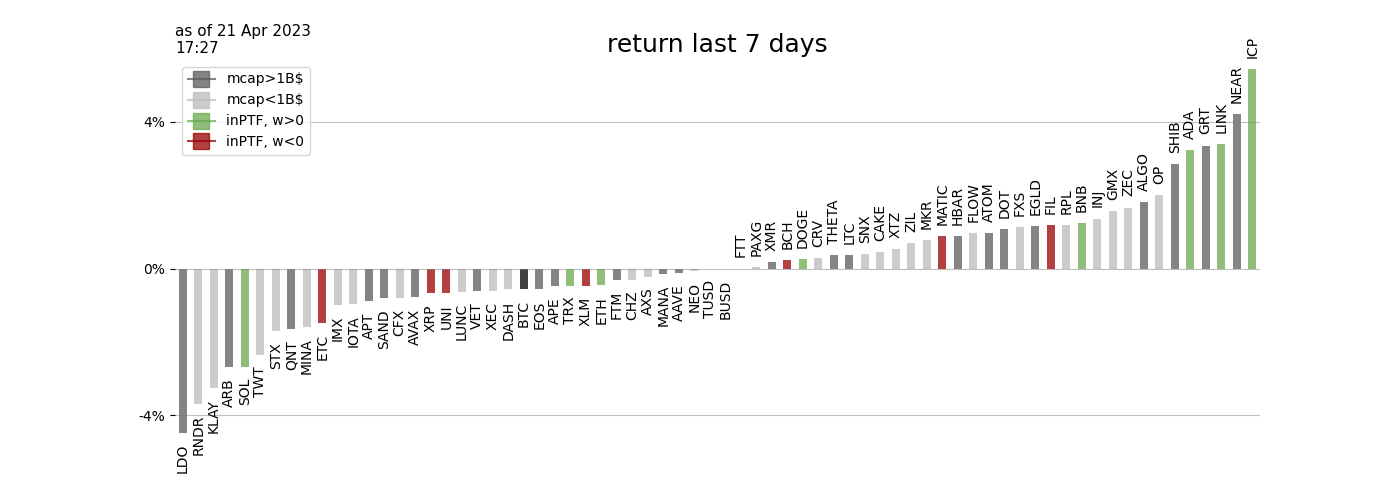 as of 21 Apr 2023
17:27
return last 7 days
mcap>1B$
mcap<1B$
inPTF, w>0
inPTF, w<0
4%
0%
-4%
LDO
RNDR
KLAY
ARB
SOL
TWT
STX
QNT
MINA
ETC
IMX
IOTA
APT
SAND
CFX
AVAX
XRP
UNI
LUNC
VET
XEC
DASH
BTC
EOS
APE
TRX
XLM
ETH
FTM
CHZ
AXS
MANA
AAVE
NEO
TUSD
BUSD
FTT
PAXG
XMR
BCH
DOGE
CRV
THETA
LTC
SNX
CAKE
XTZ
ZIL
MKR
MATIC
HBAR
FLOW
ATOM
DOT
FXS
EGLD
FIL
RPL
BNB
INJ
GMX
ZEC
ALGO
OP
SHIB
ADA
GRT
LINK
NEAR
ICP